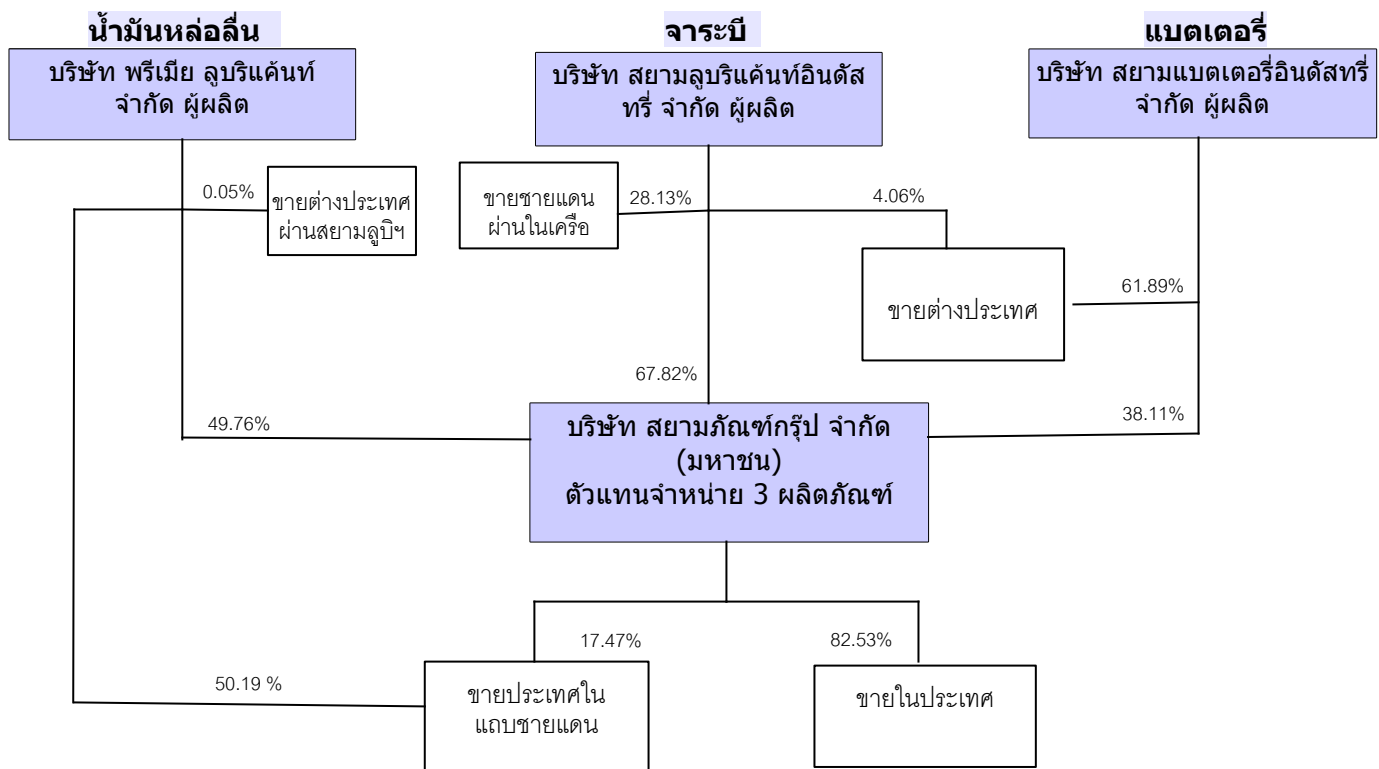 น้ำมันหล่อลื่น
จาระบี
แบตเตอรี่
บริษัท พรีเมีย ลูบริแค้นท์
จำกัด ผู้ผลิต
บริษัท สยามลูบริแค้นท์อินดัส
ทรี่ จำกัด ผู้ผลิต
บริษัท สยามแบตเตอรี่อินดัสทรี่
จำกัด ผู้ผลิต
0.05%
ขายต่างประเทศ
ผ่านสยามลูบิฯ
ขายชายแดน
ผ่านในเครือ
28.13%
4.06%
ขายต่างประเทศ
61.89%
67.82%
49.76%
38.11%
บริษัท สยามภัณฑ์กรุ๊ป จำกัด
(มหาชน)
ตัวแทนจำหน่าย 3 ผลิตภัณฑ์
17.47%
82.53%
50.19 %
ขายประเทศใน
แถบชายแดน
ขายในประเทศ